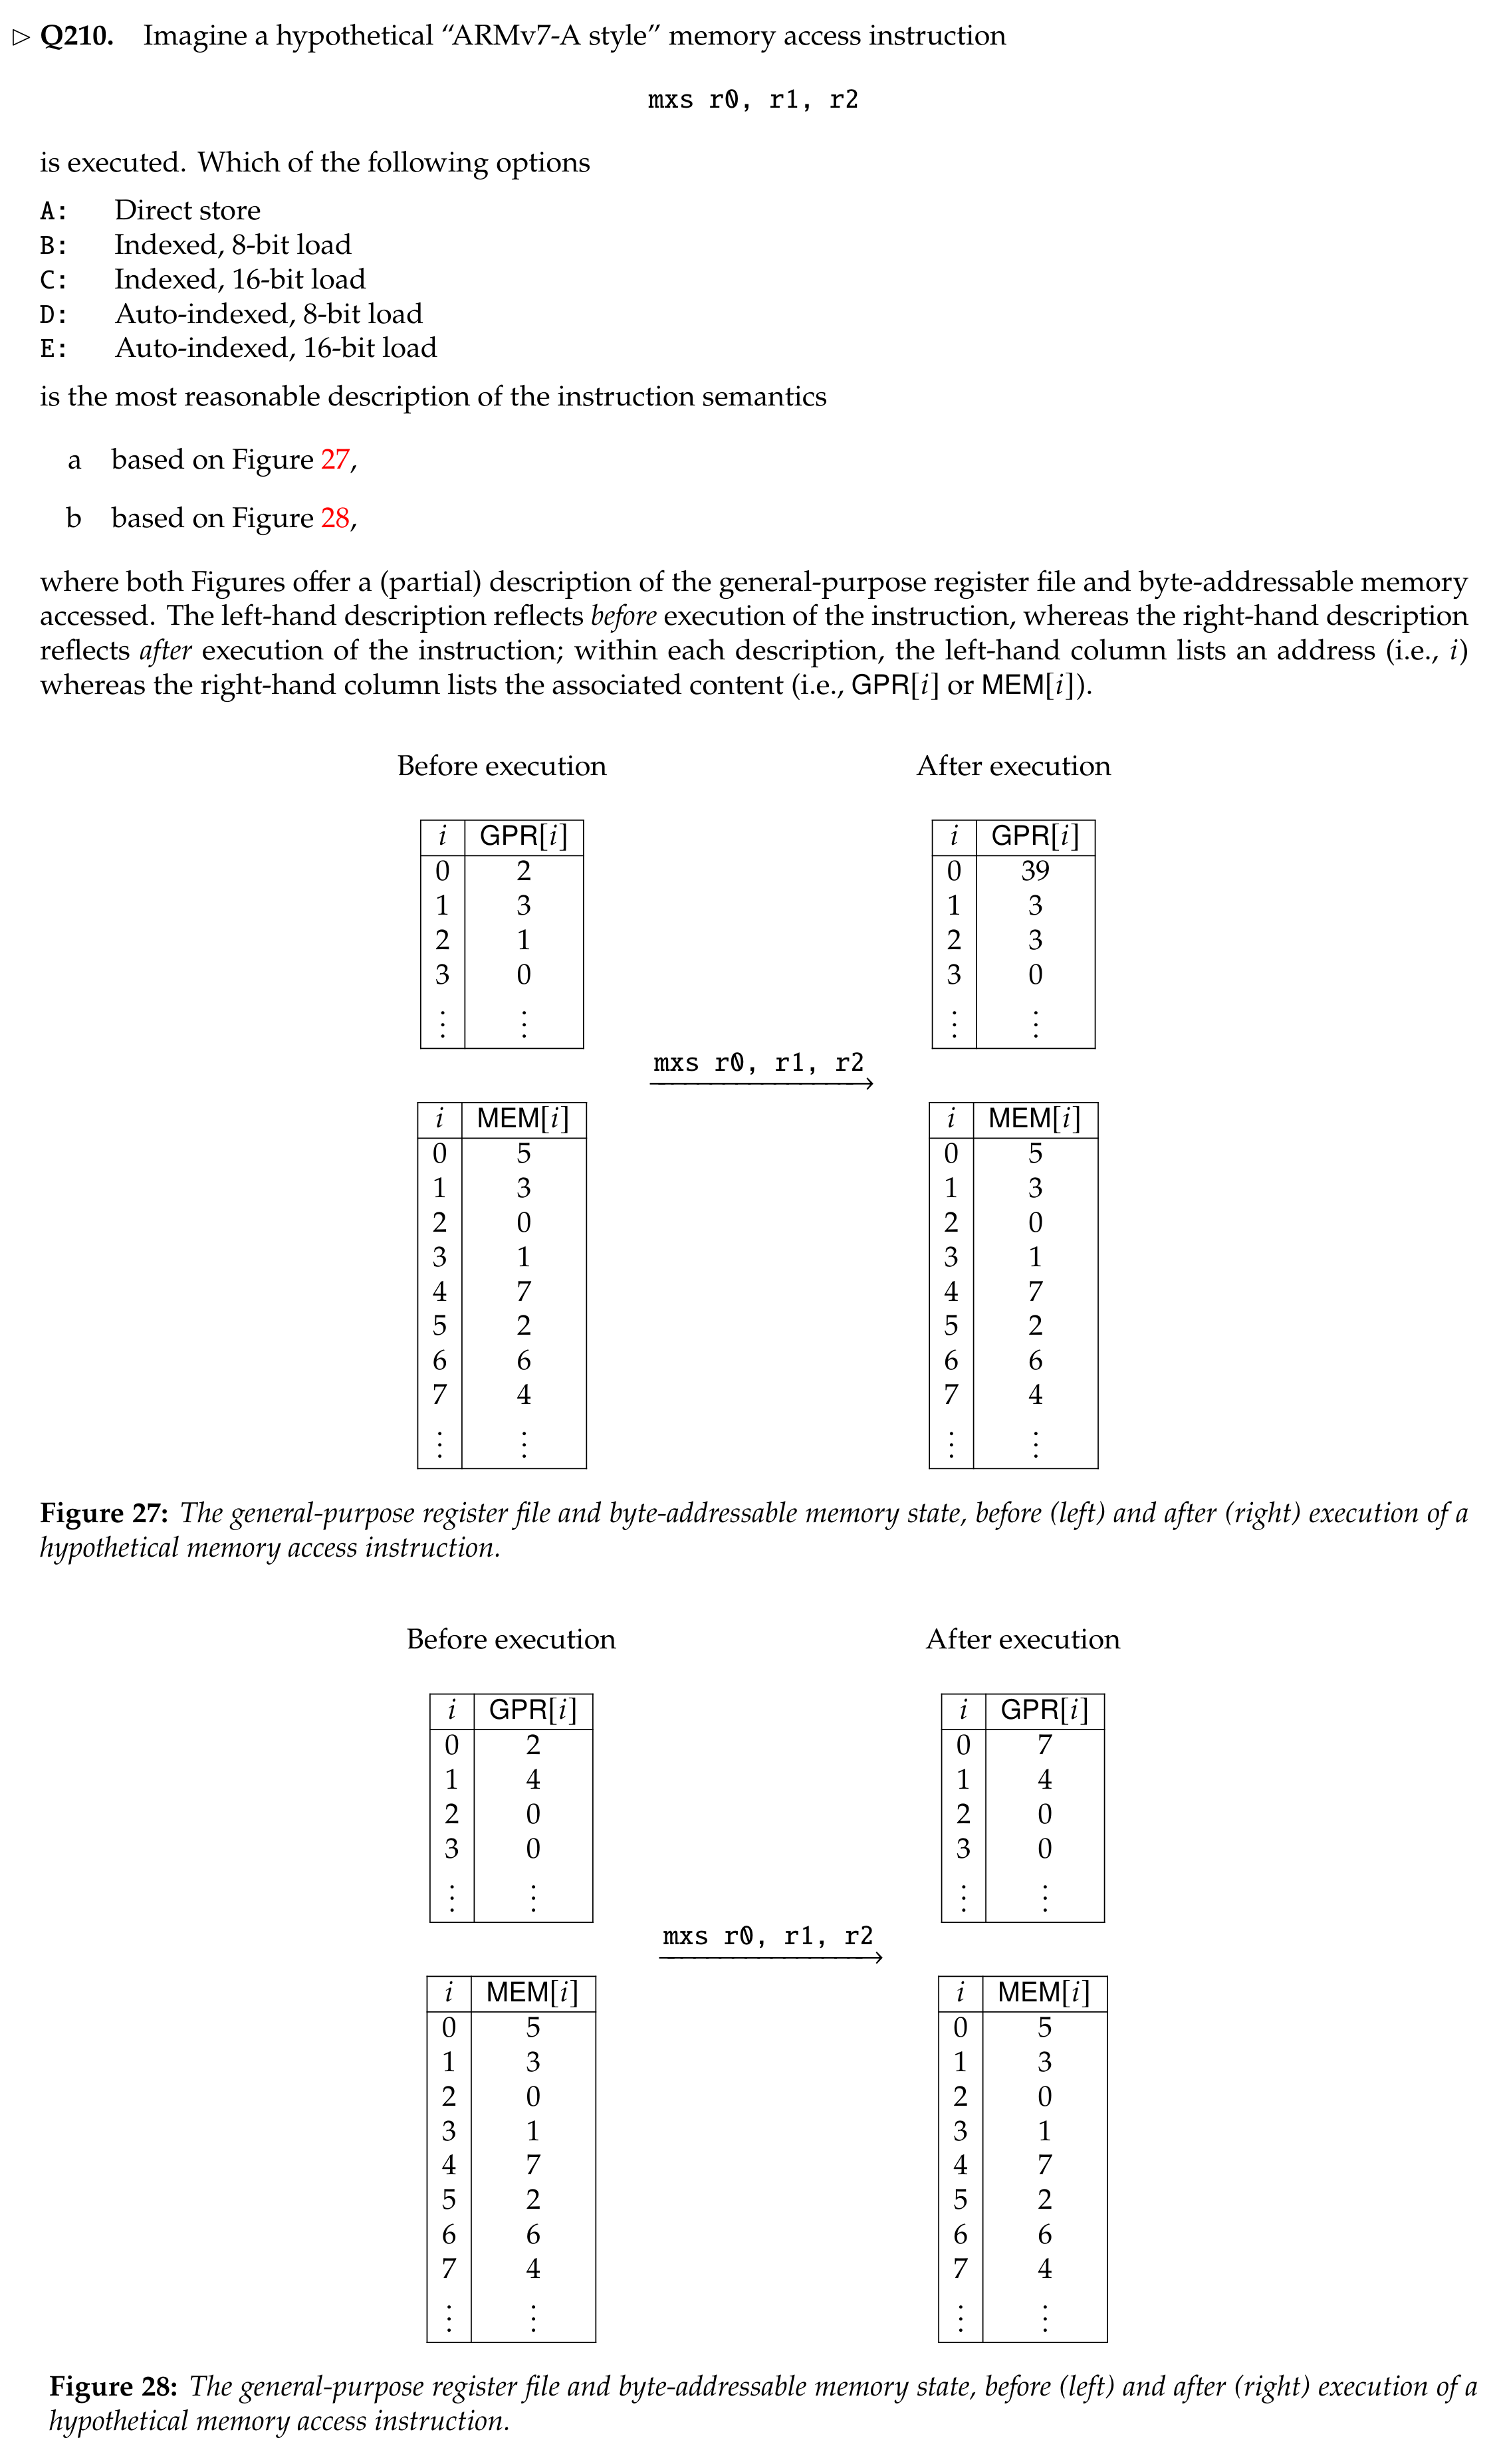 ▷ Q210. Imagine a hypothetical “ARMv7-A style” memory access instruction
mxs r0, r1, r2
is executed. Which of the following options
A: Direct store
B: Indexed, 8-bit load
C: Indexed, 16-bit load
D: Auto-indexed, 8-bit load
E: Auto-indexed, 16-bit load
is the most reasonable description of the instruction semantics
a based on Figure 27,
b based on Figure 28,
where both Figures offer a (partial) description of the general-purpose register file and byte-addressable memory
accessed. The left-hand description reflects before execution of the instruction, whereas the right-hand description
reflects after execution of the instruction; within each description, the left-hand column lists an address (i.e., i)
whereas the right-hand column lists the associated content (i.e., GPR[i] or MEM[i]).
Before execution
i GPR[i]
0 2
1 3
2 1
3 0
⋮ ⋮
i MEM[i]
0 5
1 3
2 0
3 1
4 7
5 2
6 6
7 4
⋮ ⋮
mxs r0, r1, r2
After execution
i GPR[i]
0 39
1 3
2 3
3 0
⋮ ⋮
i MEM[i]
0 5
1 3
2 0
3 1
4 7
5 2
6 6
7 4
⋮ ⋮
Figure 27: The general-purpose register file and byte-addressable memory state, before (left) and after (right) execution of a
hypothetical memory access instruction.
Before execution
i GPR[i]
0 2
1 4
2 0
3 0
⋮ ⋮
i MEM[i]
0 5
1 3
2 0
3 1
4 7
5 2
6 6
7 4
⋮ ⋮
mxs r0, r1, r2
After execution
i GPR[i]
0 7
1 4
2 0
3 0
⋮ ⋮
i MEM[i]
0 5
1 3
2 0
3 1
4 7
5 2
6 6
7 4
⋮ ⋮
Figure 28: The general-purpose register file and byte-addressable memory state, before (left) and after (right) execution of a
hypothetical memory access instruction.